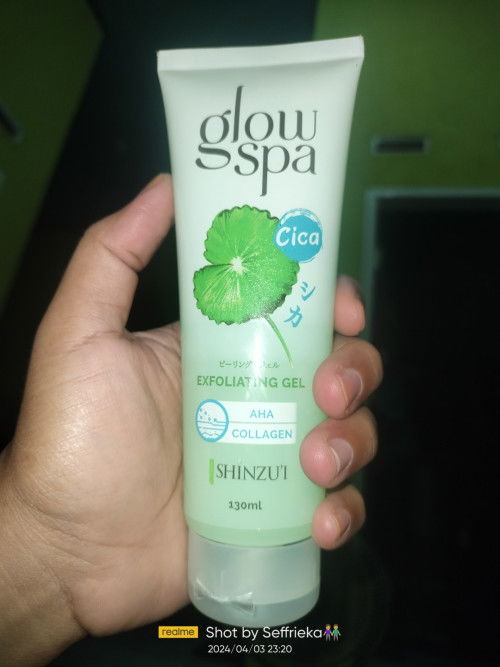 glow
spa
Cica
シカ
ピーリングジェル
EXFOLIATING GEL
AHA
COLLAGEN
SHINZU'I
130ml
realme Shot by Seffrieka👫
2024/04/03 23:20